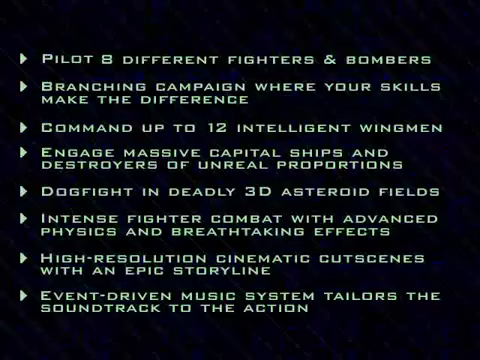 Pilot 8 different fighters & bombers
Branching campaign where your skills
make the difference
Command up to 12 intelligent wingmen
Engage massive capital ships and
destroyers of unreal proportions
Dogfight in deadly 3D asteroid fields
Intense fighter combat with advanced
physics and breathtaking effects
High-resolution cinematic cutscenes
with an epic storyline
Event-driven music system tailors the
soundtrack to the action